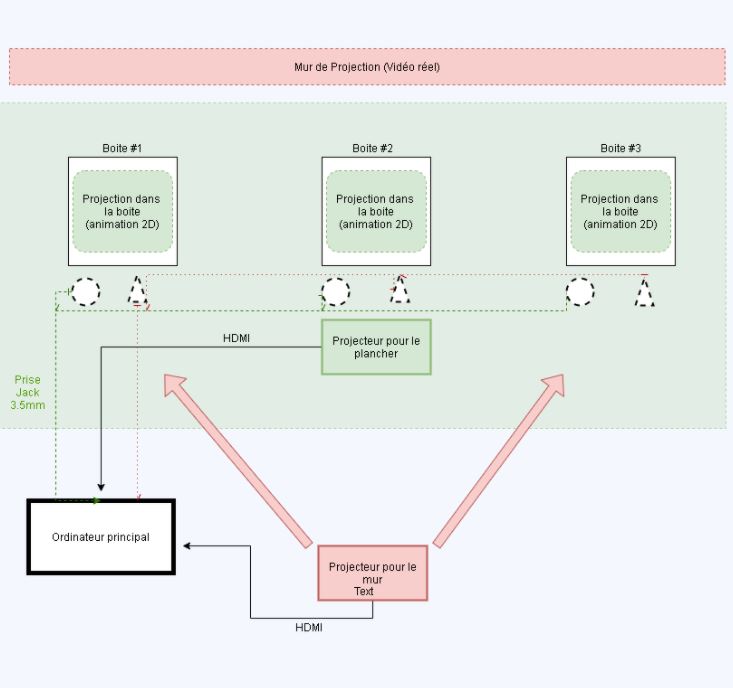 Mur de Projection (Vidéo réel)
Boite #1
Boite #2
Boite #3
Projection dans
la boite
(animation 2D)
Projection dans
la boite
(animation 2D)
Projection dans
la boite
(animation 2D)
HDMI
Projecteur pour le
plancher
Prise
Jack
3.5mm
Ordinateur principal
Projecteur pour le
mur
Text
HDMI